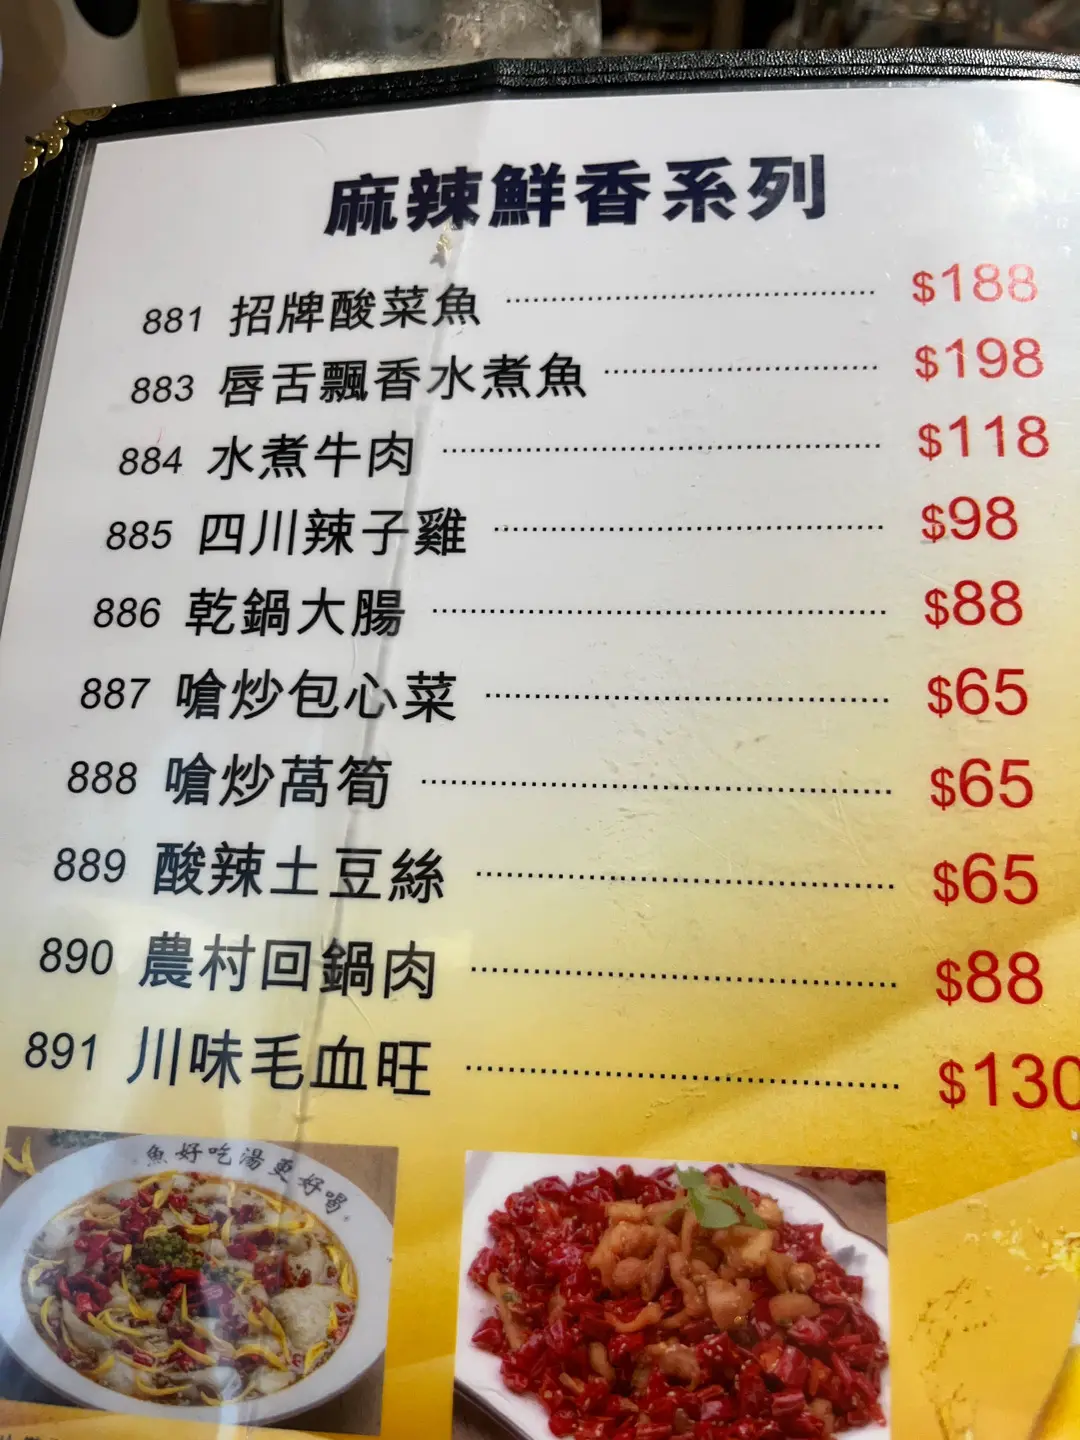 麻辣鮮香系列
881 招牌酸菜魚 $188
883 唇舌飄香水煮魚 $198
884 水煮牛肉 $118
885 四川辣子雞 $98
886 乾鍋大腸 $88
887 嗆炒包心菜 $65
888 嗆炒萵筍 $65
889 酸辣土豆絲 $65
890 農村回鍋肉 $88
891 川味毛血旺 $130
魚好吃湯更好喝